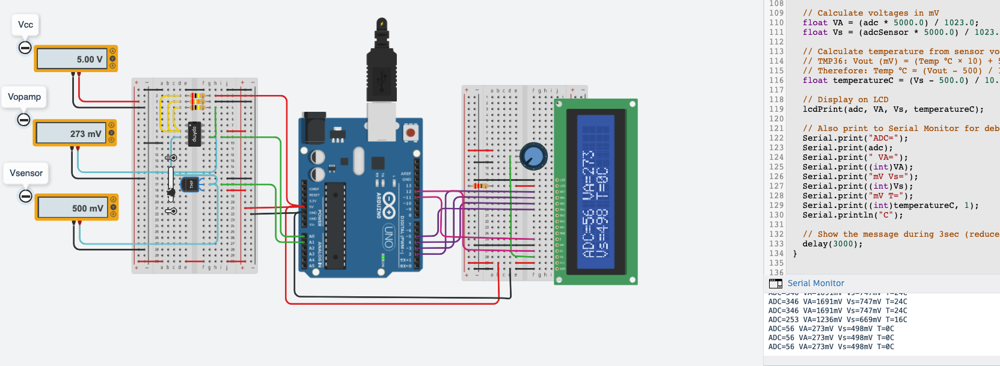 Vcc
5.00 V
A
V
R
Vopamp
273 mV
A
V
R
Vsensor
500 mV
A
V
R
a b c d e f g h i j
opAmp
TMP
a b c d e f g h i j
IOREF
RESET
3.3V
5V
GND
GND
Vin
POWER
A0
A1
A2
A3
A4
A5
ANALOG IN
AREF
GND
13
12
~11
~10
~9
8
7
~6
~5
4
~3
2
TX→1
RX←0
DIGITAL (PWM~)
ARDUINO
UNO
ON
L
TX
RX
ADC=56 VA=273
Vs=498 T=0C
108
109 // Calculate voltages in mV
110 float VA = (adc * 5000.0) / 1023.0;
111 float Vs = (adcSensor * 5000.0) / 1023.
112
113 // Calculate temperature from sensor vo
114 // TMP36: Vout (mV) = (Temp °C × 10) + 5
115 // Therefore: Temp °C = (Vout - 500) / 1
116 float temperatureC = (Vs - 500.0) / 10.
117
118 // Display on LCD
119 lcdPrint(adc, VA, Vs, temperatureC);
120
121 // Also print to Serial Monitor for deb
122 Serial.print("ADC=");
123 Serial.print(adc);
124 Serial.print(" VA=");
125 Serial.print((int)VA);
126 Serial.print("mV Vs=");
127 Serial.print((int)Vs);
128 Serial.print("mV T=");
129 Serial.print((int)temperatureC, 1);
130 Serial.println("C");
131
132 // Show the message during 3sec (reduce
133 delay(3000);
134 }
135
136
Serial Monitor
ADC=346 VA=1691mV Vs=747mV T=24C
ADC=346 VA=1691mV Vs=747mV T=24C
ADC=346 VA=1691mV Vs=747mV T=24C
ADC=253 VA=1236mV Vs=669mV T=16C
ADC=56 VA=273mV Vs=498mV T=0C
ADC=56 VA=273mV Vs=498mV T=0C
ADC=56 VA=273mV Vs=498mV T=0C